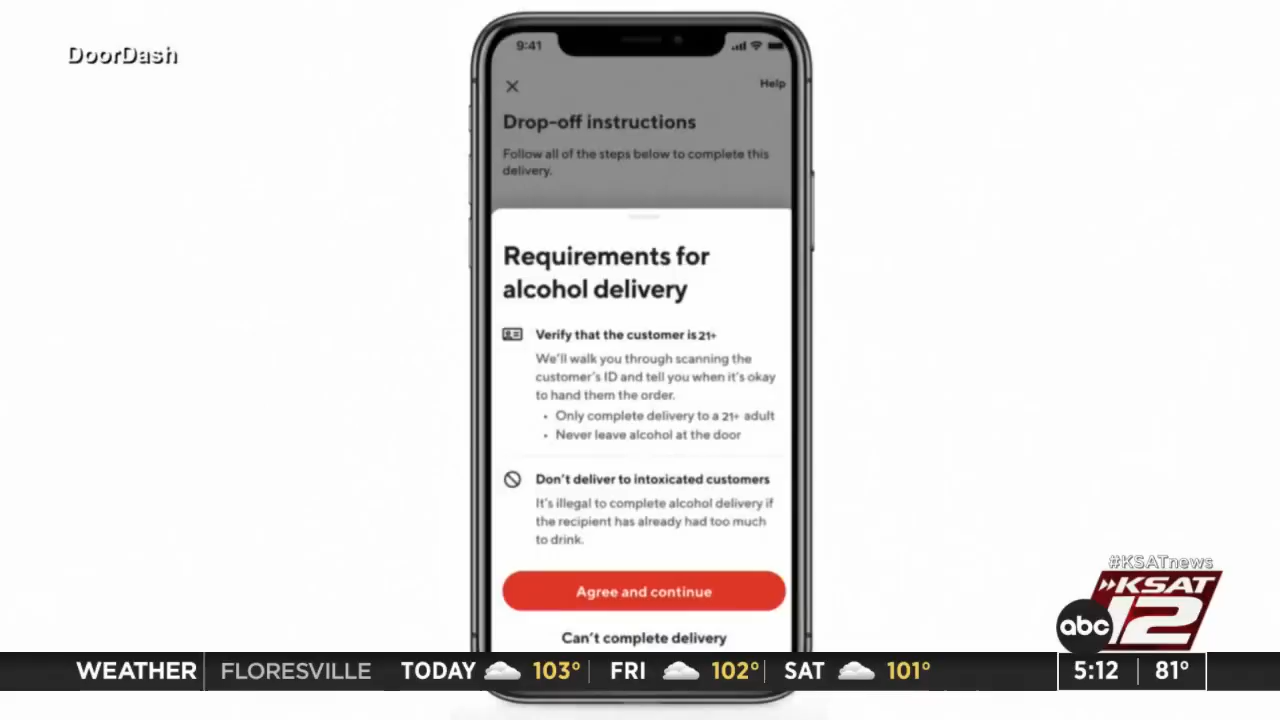 DoorDash
9:41
Help
Drop-off instructions
Follow all of the steps below to complete this
delivery.
Requirements for
alcohol delivery
Verify that the customer is 21+
We'll walk you through scanning the
customer's ID and tell you when it's okay
to hand them the order.
• Only complete delivery to a 21+ adult
• Never leave alcohol at the door
Don't deliver to intoxicated customers
It's illegal to complete alcohol delivery if
the recipient has already had too much
to drink.
Agree and continue
Can't complete delivery
#KSATnews
KSAT
abc 12
WEATHER FLORESVILLE TODAY 103° FRI 102° SAT 101° 5:12 81°